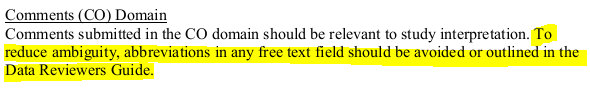 Comments (CO) Domain
Comments submitted in the CO domain should be relevant to study interpretation. To
reduce ambiguity, abbreviations in any free text field should be avoided or outlined in the
Data Reviewers Guide.